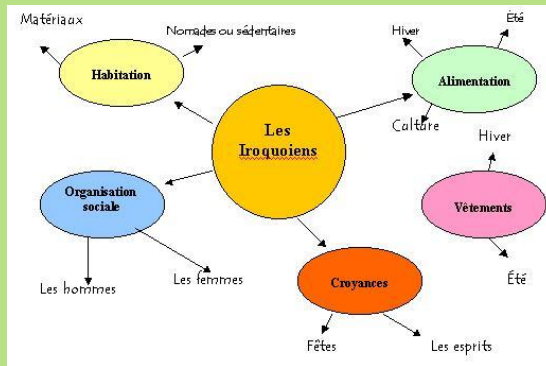 Matériaux
Nomades ou sédentaires
Habitation
Hiver
Été
Alimentation
Culture
Les
Iroquoiens
Hiver
Vêtements
Été
Organisation
sociale
Les hommes
Les femmes
Croyances
Fêtes
Les esprits